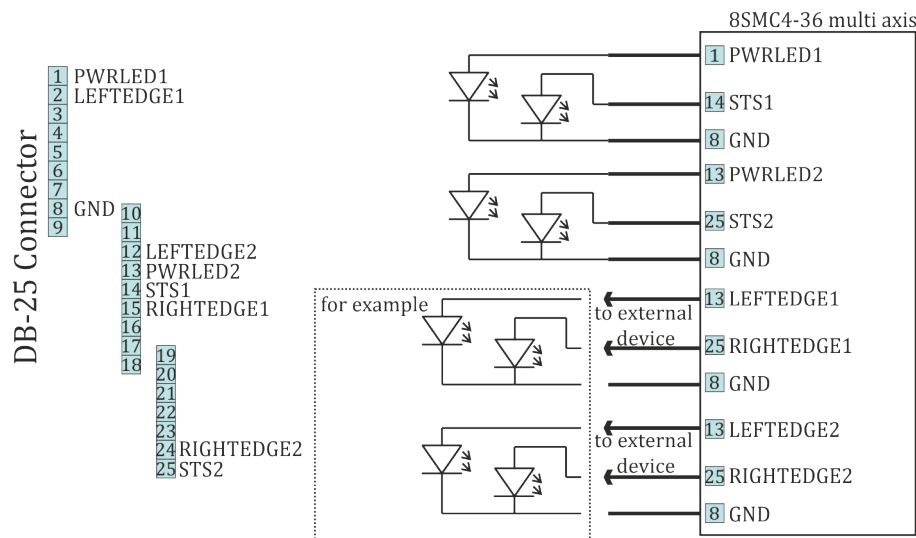 8SMC4-36 multi axis
DB-25 Connector
1 PWRLED1
2 LEFTEDGE1
3
4
5
6
7
8 GND
9
10
11
12 LEFTEDGE2
13 PWRLED2
14 STS1
15 RIGHTEDGE1
16
17
18
19
20
21
22
23
24 RIGHTEDGE2
25 STS2
1 PWRLED1
14 STS1
8 GND
13 PWRLED2
25 STS2
8 GND
for example
13 LEFTEDGE1
to external
device
25 RIGHTEDGE1
8 GND
13 LEFTEDGE2
to external
device
25 RIGHTEDGE2
8 GND